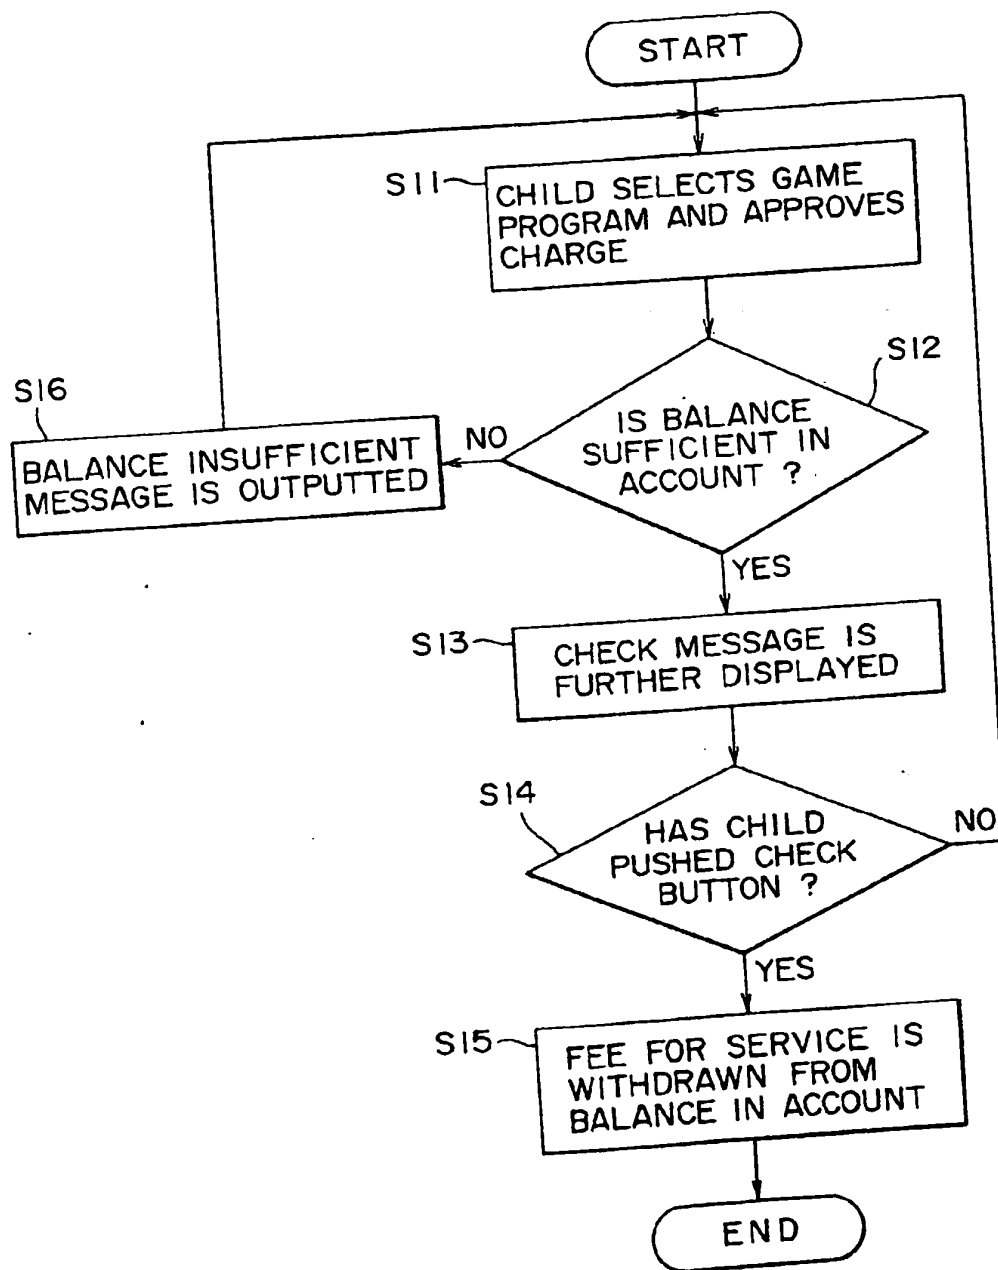 START
S11
CHILD SELECTS GAME
PROGRAM AND APPROVES
CHARGE
S12
IS BALANCE
SUFFICIENT IN
ACCOUNT ?
NO
S16
BALANCE INSUFFICIENT
MESSAGE IS OUTPUTTED
YES
S13
CHECK MESSAGE IS
FURTHER DISPLAYED
S14
HAS CHILD
PUSHED CHECK
BUTTON ?
NO
YES
S15
FEE FOR SERVICE IS
WITHDRAWN FROM
BALANCE IN ACCOUNT
END